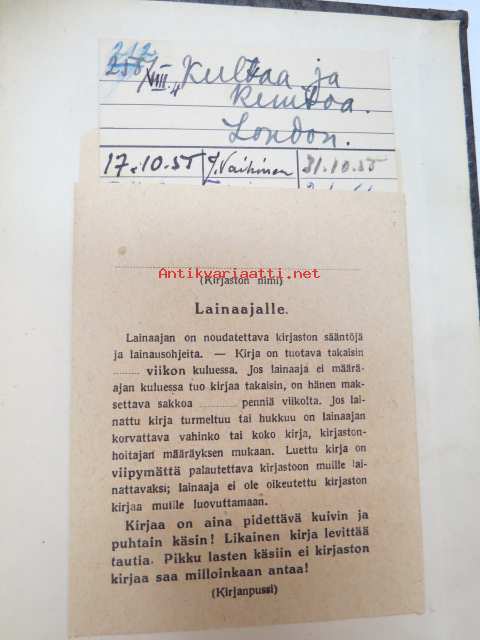 212
258
VIII.4 Kultaa ja
kuntoa.
London.
17.10.55 J. Vaihinen 31.10.55
Antikvariaatti.net
(Kirjaston nimi)
Lainaajalle.
Lainaajan on noudatettava kirjaston sääntöjä
ja lainausohjeita. — Kirja on tuotava takaisin
......... viikon kuluessa. Jos lainaaja ei määrä-
ajan kuluessa tuo kirjaa takaisin, on hänen mak-
settava sakkoa ............ penniä viikolta. Jos lai-
nattu kirja turmeltuu tai hukkuu on lainaajan
korvattava vahinko tai koko kirja, kirjaston-
hoitajan määräyksen mukaan. Luettu kirja on
viipymättä palautettava kirjastoon muille lai-
nattavaksi; lainaaja ei ole oikeutettu kirjaston
kirjaa muille luovuttamaan.
Kirjaa on aina pidettävä kuivin ja
puhtain käsin! Likainen kirja levittää
tautia. Pikku lasten käsiin ei kirjaston
kirjaa saa milloinkaan antaa!
(Kirjanpussi)